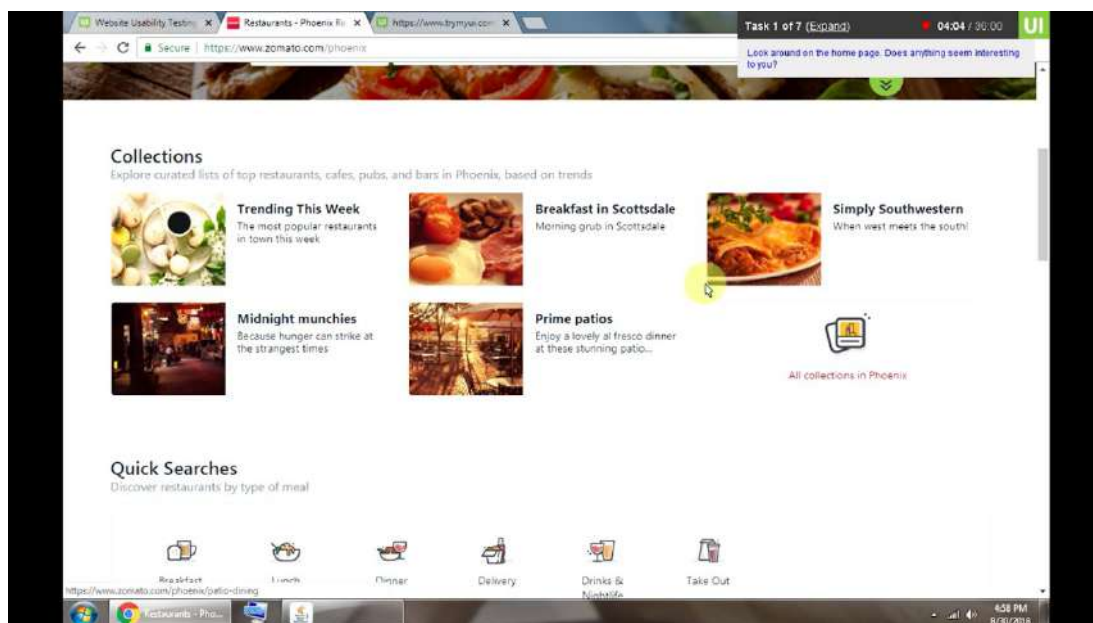 Website Usability Testing
Restaurants - Phoenix Re
https://www.trymyui.com
Task 1 of 7 (Expand)
04:04 / 36:00
UI
Secure
https://www.zomato.com/phoenix
Look around on the home page. Does anything seem interesting
to you?
Collections
Explore curated lists of top restaurants, cafes, pubs, and bars in Phoenix, based on trends
Trending This Week
The most popular restaurants
in town this week
Breakfast in Scottsdale
Morning grub in Scottsdale
Simply Southwestern
When west meets the south!
Midnight munchies
Because hunger can strike at
the strangest times
Prime patios
Enjoy a lovely al fresco dinner
at these stunning patio...
All collections in Phoenix
Quick Searches
Discover restaurants by type of meal
Breakfast
Lunch
Dinner
Delivery
Drinks &
Nightlife
Take Out
https://www.zomato.com/phoenix/patio-dining
Restaurants - Pho...
4:58 PM
8/30/2018